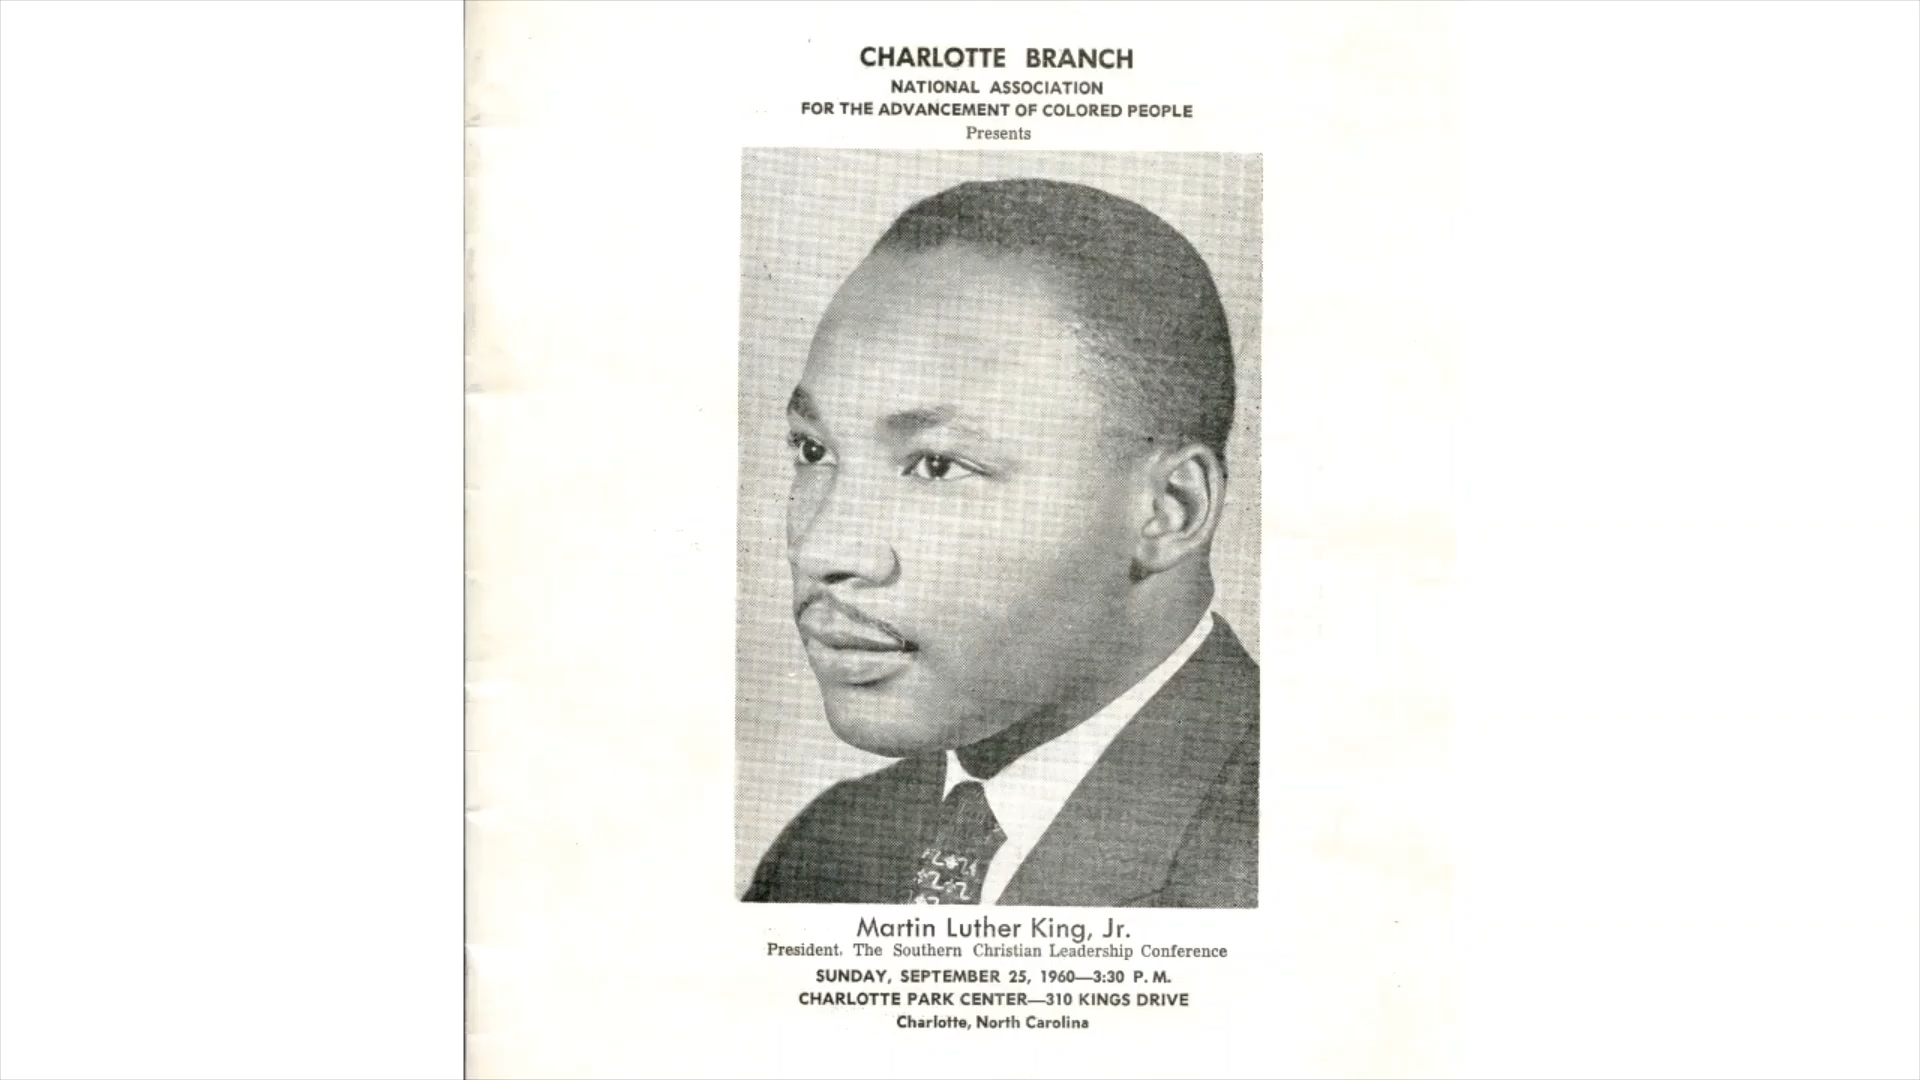 CHARLOTTE BRANCH
NATIONAL ASSOCIATION
FOR THE ADVANCEMENT OF COLORED PEOPLE
Presents
Martin Luther King, Jr.
President. The Southern Christian Leadership Conference
SUNDAY, SEPTEMBER 25, 1960—3:30 P. M.
CHARLOTTE PARK CENTER—310 KINGS DRIVE
Charlotte, North Carolina